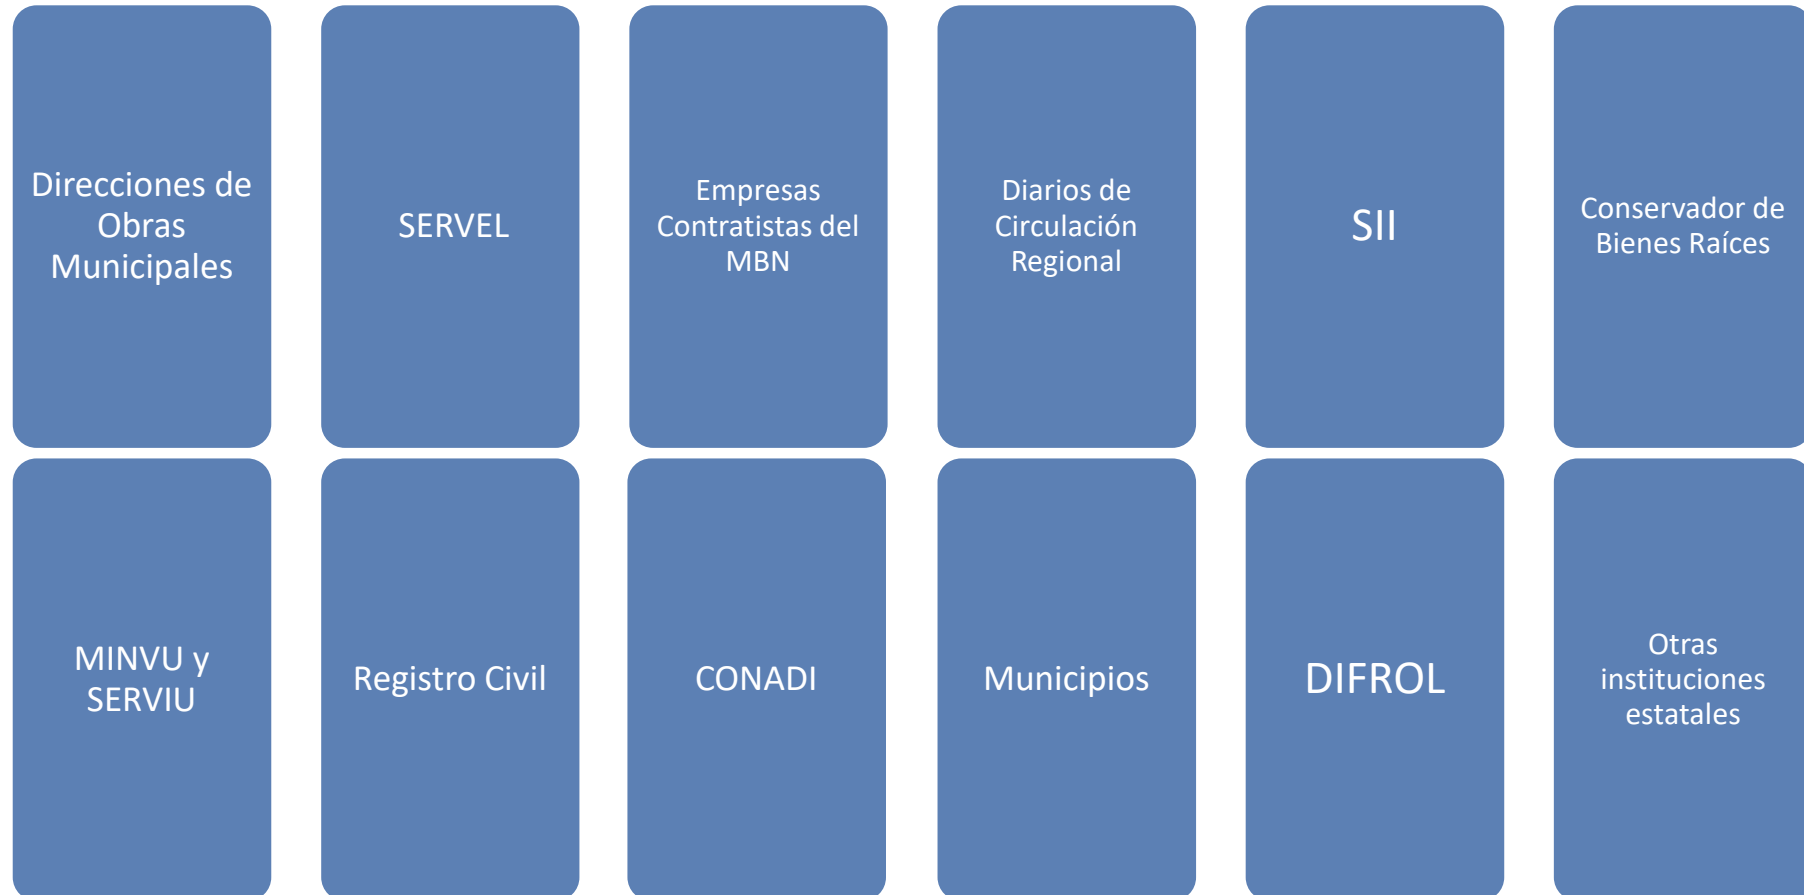 Direcciones de
Obras
Municipales
SERVEL
Empresas
Contratistas del
MBN
Diarios de
Circulación
Regional
SII
Conservador de
Bienes Raíces
MINVU y
SERVIU
Registro Civil
CONADI
Municipios
DIFROL
Otras
instituciones
estatales